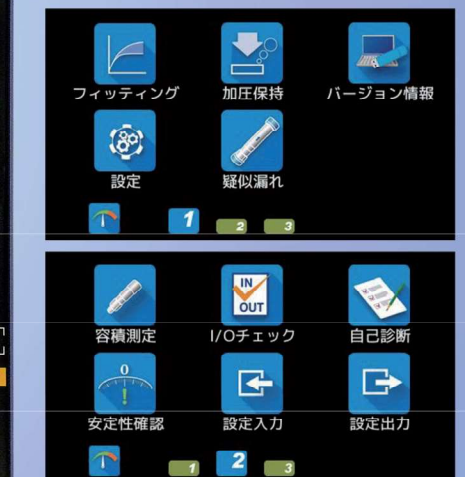 フィッティング 加圧保持 バージョン情報
設定 疑似漏れ
1 2 3
IN
OUT
容積測定 I/Oチェック 自己診断
0
!
安定性確認 設定入力 設定出力
1 2 3